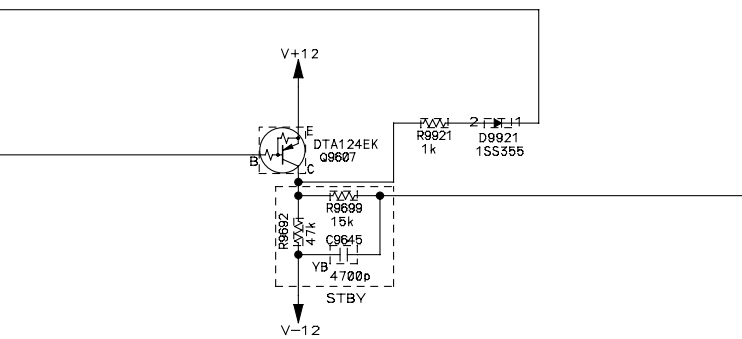 V+12
E
DTA124EK
Q9607
B
C
R9921
1k
2
1
D9921
1SS355
R9699
15k
R9692
47k
C9645
YB
4700p
STBY
V-12